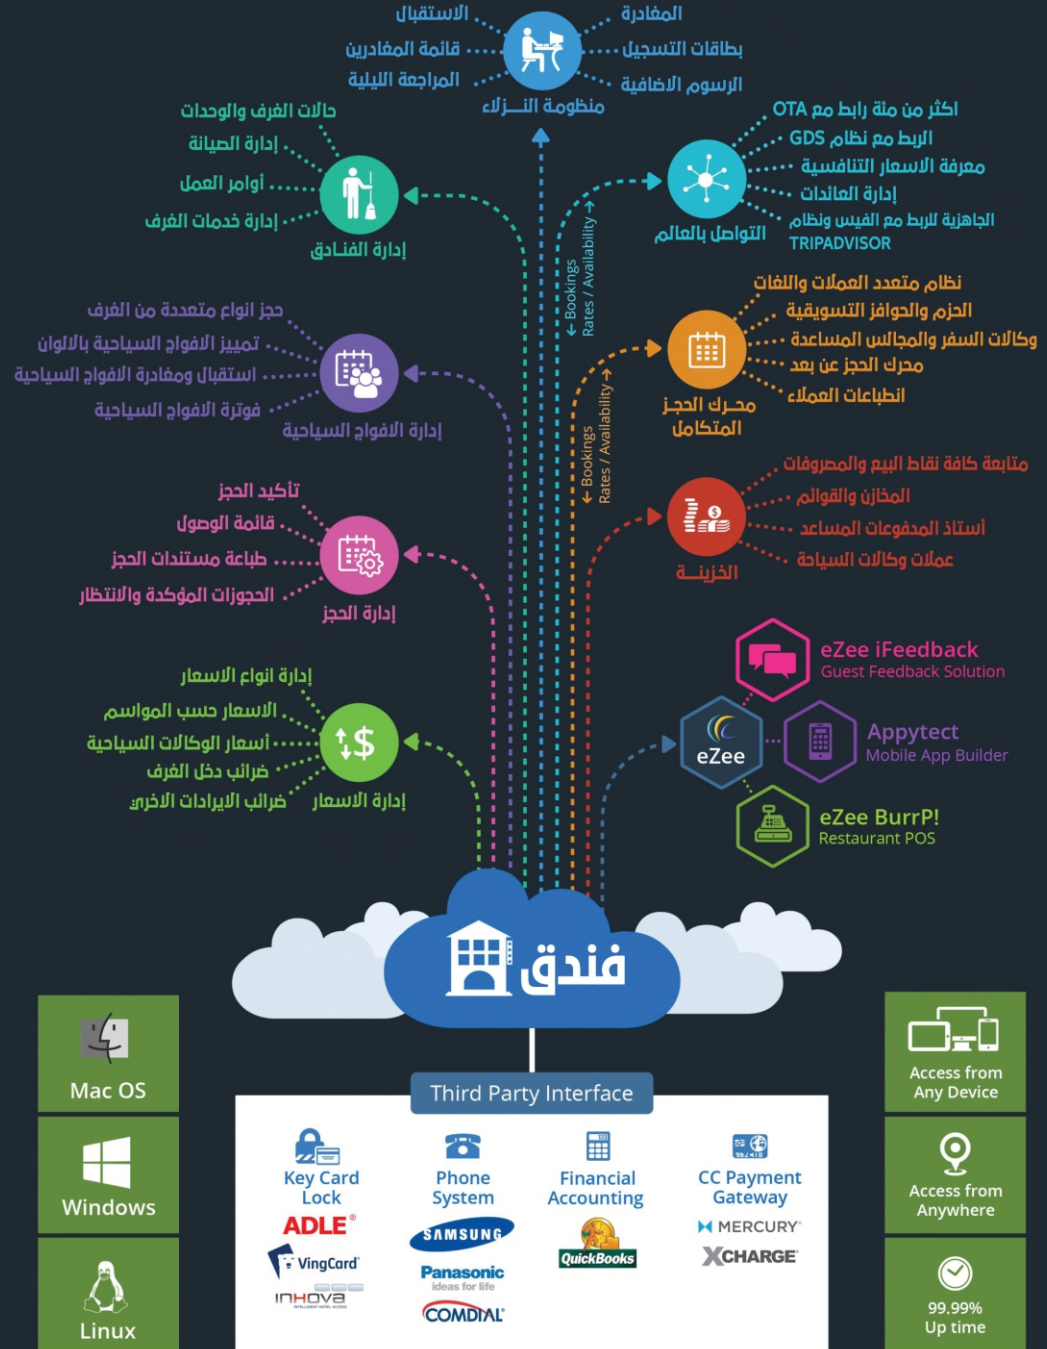 الاستقبال
قائمة المغادرين
المراجعة الليلية
المغادرة
بطاقات التسجيل
الرسوم الاضافية
منظومة النـــزلاء
حالات الغرف والوحدات
إدارة الصيانة
أوامر العمل
إدارة خدمات الغرف
إدارة الفنـادق
اكثر من مئة رابط مع OTA
الربط مع نظام GDS
معرفة الاسعار التنافسية
إدارة العائدات
الجاهزية للربط مع الفيس ونظام
TRIPADVISOR
التواصل بالعالم
← Bookings
Rates / Availability →
حجز انواع متعددة من الغرف
تمييز الافواج السياحية بالالوان
استقبال ومغادرة الافواج السياحية
فوترة الافواج السياحية
إدارة الافواج السياحية
نظام متعدد العملات واللغات
الحزم والحوافز التسويقية
وكالات السفر والمجالس المساعدة
محرك الحجز عن بعد
انطباعات العملاء
محـرك الحجـز
المتكامل
← Bookings
Rates / Availability →
تأكيد الحجز
قائمة الوصول
طباعة مستندات الحجز
الحجوزات المؤكدة والانتظار
إدارة الحجز
متابعة كافة نقاط البيع والمصروفات
المخازن والقوائم
أستاذ المدفوعات المساعد
عملات وكالات السياحة
الخزينــة
إدارة انواع الاسعار
الاسعار حسب المواسم
أسعار الوكالات السياحية
ضرائب دخل الغرف
ضرائب الايرادات الاخرى
إدارة الاسعار
eZee iFeedback
Guest Feedback Solution
eZee
Appytect
Mobile App Builder
eZee BurrP!
Restaurant POS
فندق
Mac OS
Windows
Linux
Third Party Interface
Key Card
Lock
ADLE®
VingCard
INHOVA
INTELLIGENT HOTEL ACCESS
Phone
System
SAMSUNG
Panasonic
ideas for life
COMDIAL
Financial
Accounting
QuickBooks
CC Payment
Gateway
MERCURY
XCHARGE
Access from
Any Device
Access from
Anywhere
99.99%
Up time